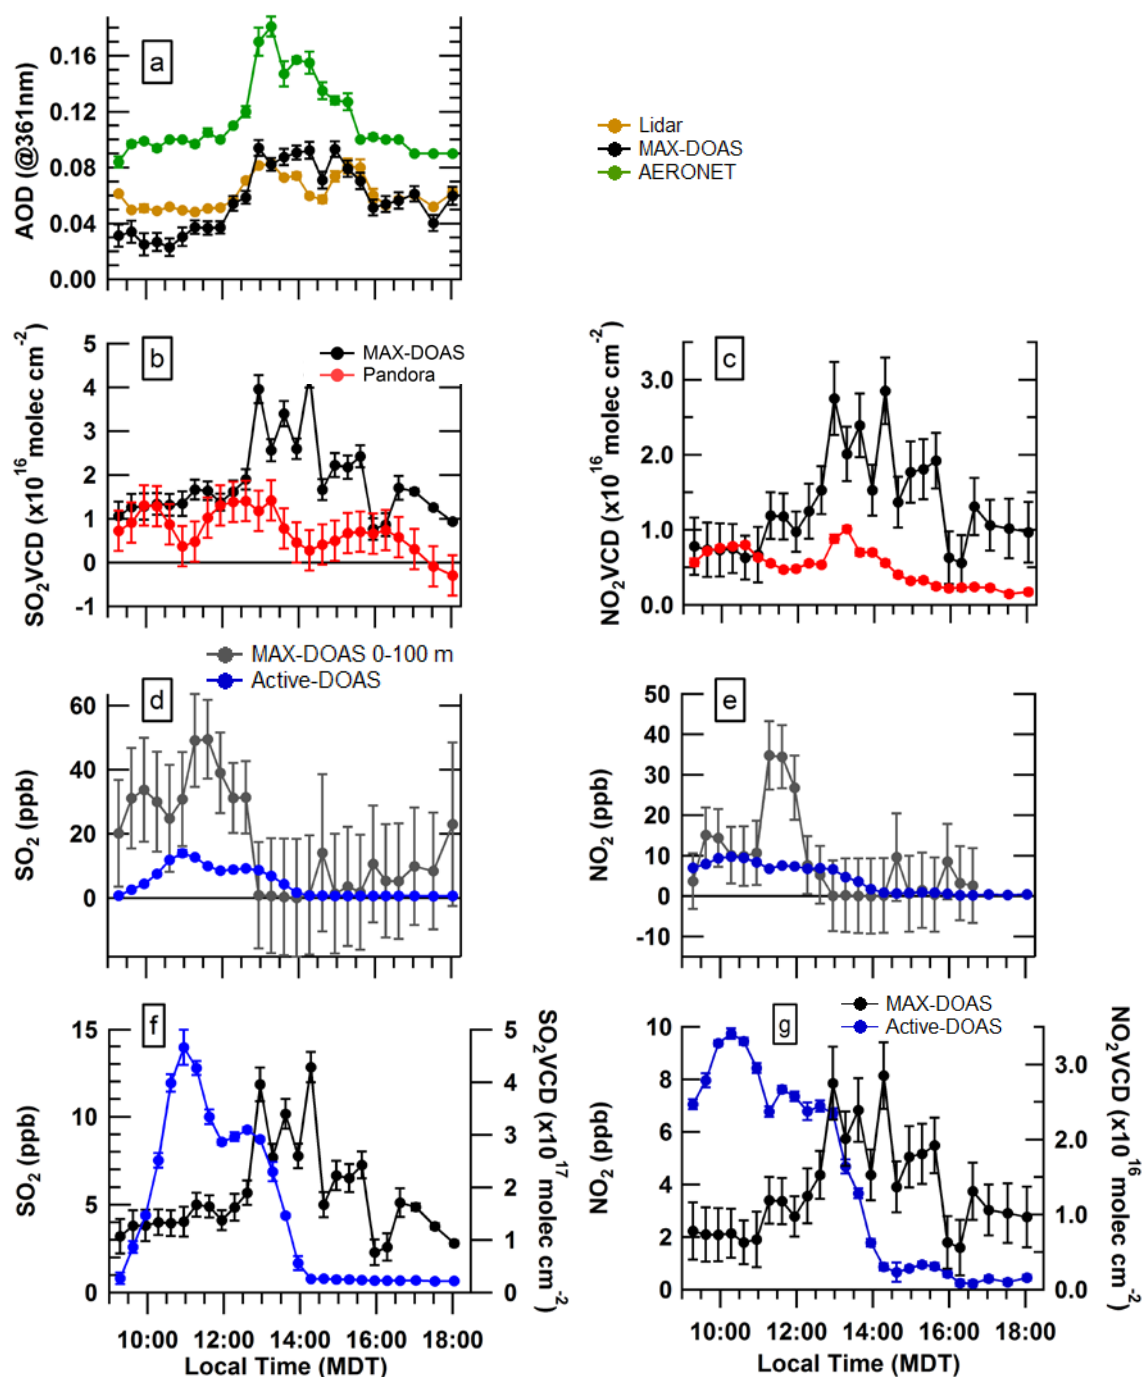 a
AOD (@361nm)
0.16
0.12
0.08
0.04
0.00
Lidar
MAX-DOAS
AERONET
b
SO2VCD (x10^16 molec cm^-2)
5
4
3
2
1
0
-1
MAX-DOAS
Pandora
c
NO2VCD (x10^16 molec cm^-2)
3.0
2.0
1.0
0.0
MAX-DOAS 0-100 m
Active-DOAS
d
SO2 (ppb)
60
40
20
0
e
NO2 (ppb)
50
40
30
20
10
0
-10
f
SO2 (ppb)
15
10
5
0
5
4
3
2
1
0
SO2VCD (x10^17 molec cm^-2)
10:00 12:00 14:00 16:00 18:00
Local Time (MDT)
g
MAX-DOAS
Active-DOAS
NO2 (ppb)
10
8
6
4
2
0
3.0
2.0
1.0
0.0
NO2VCD (x10^16 molec cm^-2)
10:00 12:00 14:00 16:00 18:00
Local Time (MDT)